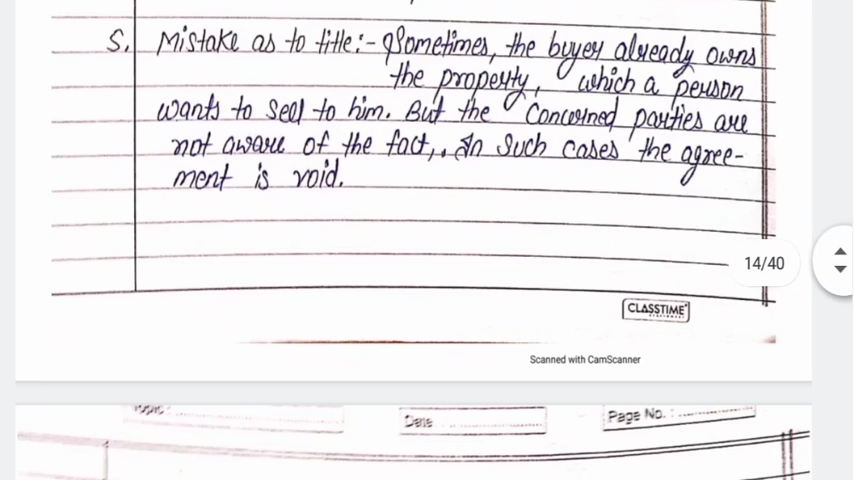 5. Mistake as to title:- Sometimes, the buyer already owns
the property, which a person
wants to sell to him. But the concerned parties are
not aware of the fact,. In such cases the agree-
ment is void.
14/40
CLASSTIME
Scanned with CamScanner
Topic :
Date
Page No. :